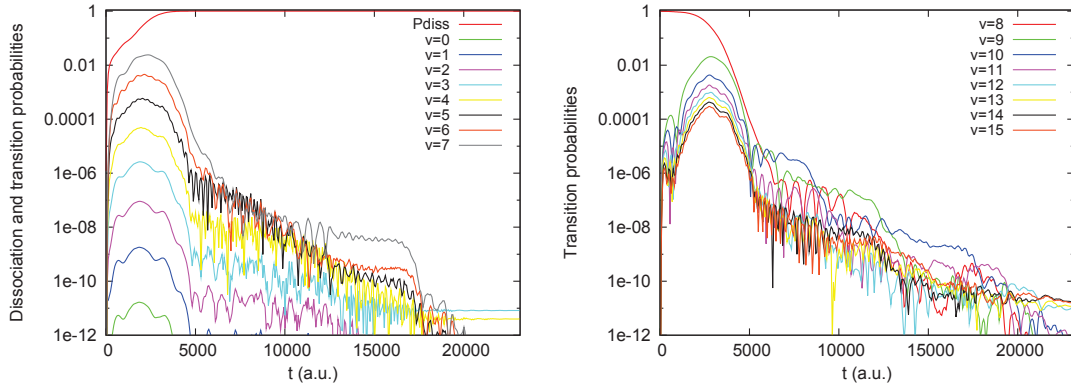 Dissociation and transition probabilities
1
0.01
0.0001
1e-06
1e-08
1e-10
1e-12
0
5000
10000
15000
20000
t (a.u.)
Pdiss
v=0
v=1
v=2
v=3
v=4
v=5
v=6
v=7
Transition probabilities
1
0.01
0.0001
1e-06
1e-08
1e-10
1e-12
0
5000
10000
15000
20000
t (a.u.)
v=8
v=9
v=10
v=11
v=12
v=13
v=14
v=15